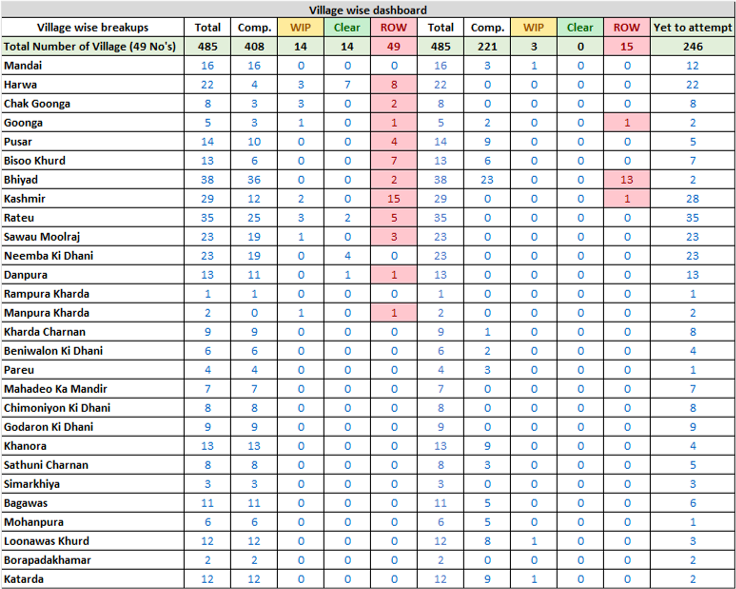 Village wise dashboard
Village wise breakups Total Comp. WIP Clear ROW Total Comp. WIP Clear ROW Yet to attempt
Total Number of Village (49 No's) 485 408 14 14 49 485 221 3 0 15 246
Mandai 16 16 0 0 0 16 3 1 0 0 12
Harwa 22 4 3 7 8 22 0 0 0 0 22
Chak Goonga 8 3 3 0 2 8 0 0 0 0 8
Goonga 5 3 1 0 1 5 2 0 0 1 2
Pusar 14 10 0 0 4 14 9 0 0 0 5
Bisoo Khurd 13 6 0 0 7 13 6 0 0 0 7
Bhiyad 38 36 0 0 2 38 23 0 0 13 2
Kashmir 29 12 2 0 15 29 0 0 0 1 28
Rateu 35 25 3 2 5 35 0 0 0 0 35
Sawau Moolraj 23 19 1 0 3 23 0 0 0 0 23
Neemba Ki Dhani 23 19 0 4 0 23 0 0 0 0 23
Danpura 13 11 0 1 1 13 0 0 0 0 13
Rampura Kharda 1 1 0 0 0 1 0 0 0 0 1
Manpura Kharda 2 0 1 0 1 2 0 0 0 0 2
Kharda Charnan 9 9 0 0 0 9 1 0 0 0 8
Beniwalon Ki Dhani 6 6 0 0 0 6 2 0 0 0 4
Pareu 4 4 0 0 0 4 3 0 0 0 1
Mahadeo Ka Mandir 7 7 0 0 0 7 0 0 0 0 7
Chimoniyon Ki Dhani 8 8 0 0 0 8 0 0 0 0 8
Godaron Ki Dhani 9 9 0 0 0 9 0 0 0 0 9
Khanora 13 13 0 0 0 13 9 0 0 0 4
Sathuni Charnan 8 8 0 0 0 8 3 0 0 0 5
Simarkhiya 3 3 0 0 0 3 0 0 0 0 3
Bagawas 11 11 0 0 0 11 5 0 0 0 6
Mohanpura 6 6 0 0 0 6 5 0 0 0 1
Loonawas Khurd 12 12 0 0 0 12 8 1 0 0 3
Borapadakhamar 2 2 0 0 0 2 0 0 0 0 2
Katarda 12 12 0 0 0 12 9 1 0 0 2